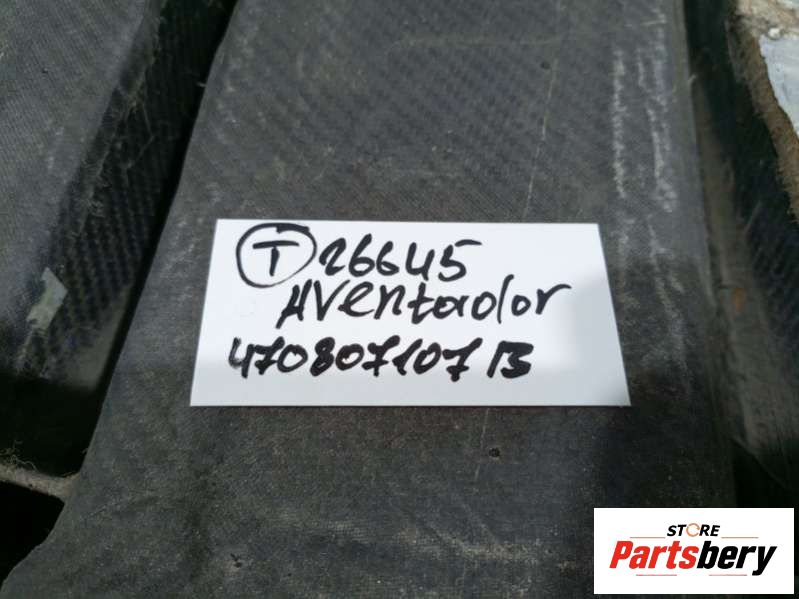 T 26645
Aventador
470807107 B
STORE
Partsbery